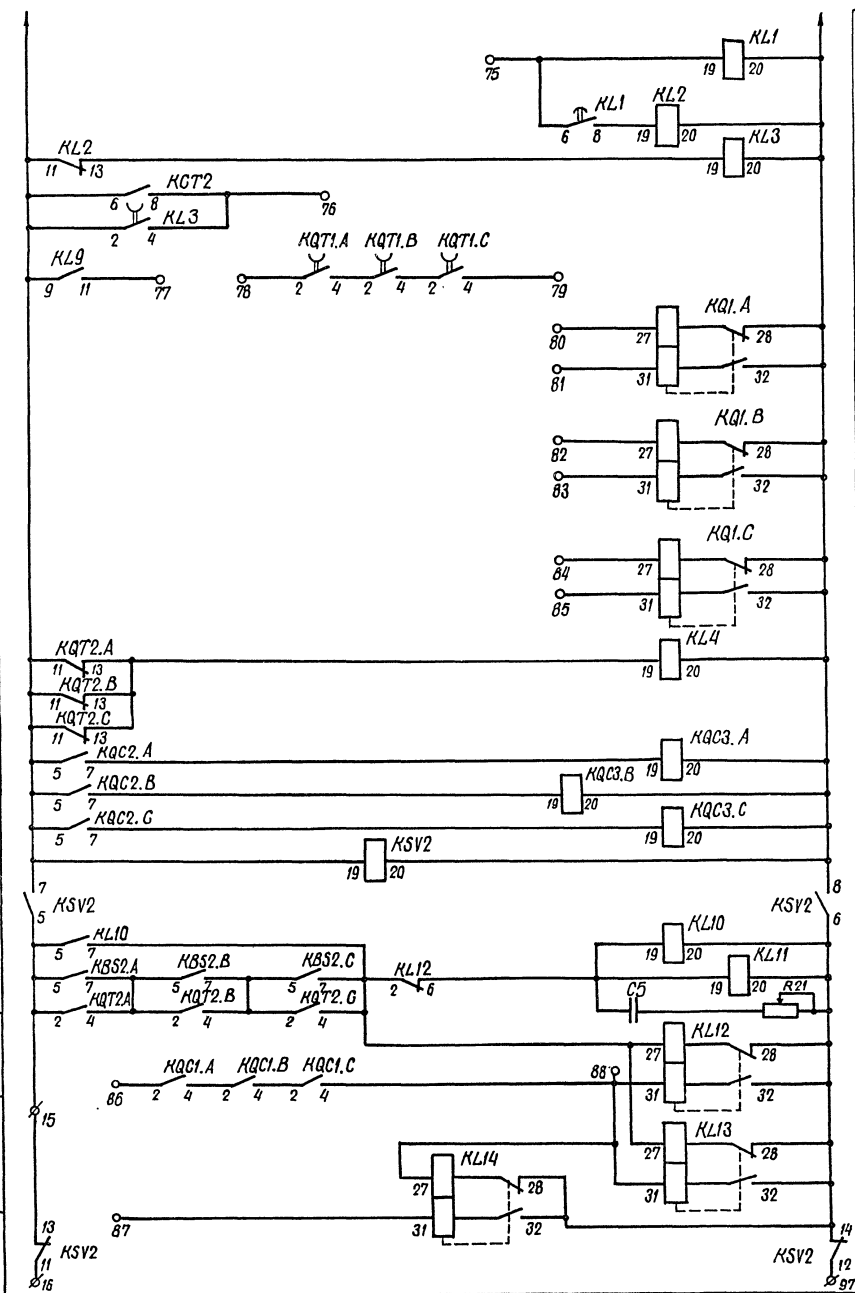 KL1
75 19 20
KL1 KL2
6 8 19 20 KL3
KL2
11 13 19 20
KCT2
6 8 76
KL3
2 4
KQT1.A KQT1.B KQT1.C
KL9
9 11 77 78 2 4 2 4 2 4 79
KQ1.A
80 27 28
81 31 32
KQ1.B
82 27 28
83 31 32
KQ1.C
84 27 28
85 31 32
KQT2.A KL4
11 13 19 20
KQT2.B
11 13
KQT2.C
11 13
KQC2.A KQC3.A
5 7 19 20
KQC2.B KQC3.B
5 7 19 20
KQC2.C KQC3.C
5 7 19 20
KSV2
19 20
7 8
KSV2 KSV2
5 6
KL10 KL10
5 7 19 20
KBS2.A KBS2.B KBS2.C KL12 KL11
5 7 5 7 5 7 2 6 19 20
KQT2A KQT2.B KQT2.C C5 R21
2 4 2 4 2 4
KL12
27 28
KQC1.A KQC1.B KQC1.C 88
86 2 4 2 4 2 4 31 32
15
KL13
27 28
KL14
27 28 31 32
87 31 32
13 14
KSV2 KSV2
11 12
16 97